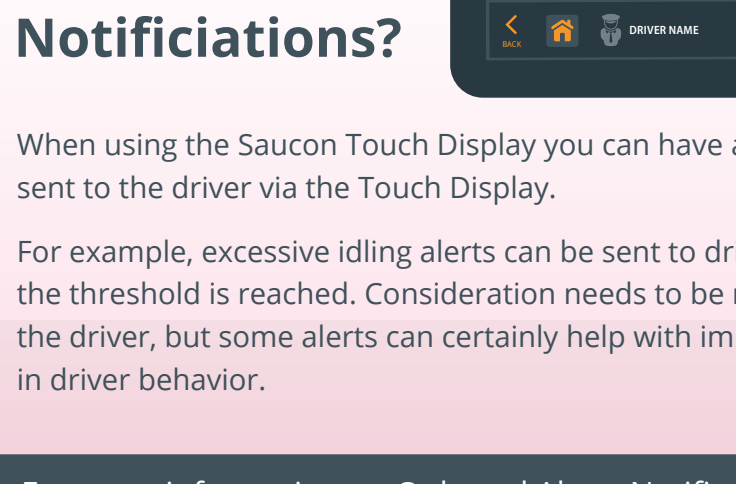 Notificiations?
BACK
DRIVER NAME
When using the Saucon Touch Display you can have
sent to the driver via the Touch Display.
For example, excessive idling alerts can be sent to
the threshold is reached. Consideration needs to be
the driver, but some alerts can certainly help with
in driver behavior.